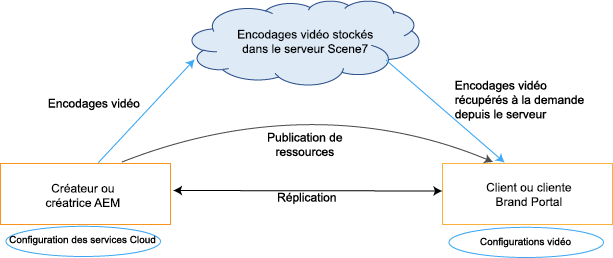 Encodages vidéo stockés
dans le serveur Scene7
Encodages vidéo
Encodages vidéo
récupérés à la demande
depuis le serveur
Publication de
ressources
Créateur ou
créatrice AEM
Réplication
Client ou cliente
Brand Portal
Configuration des services Cloud
Configurations vidéo